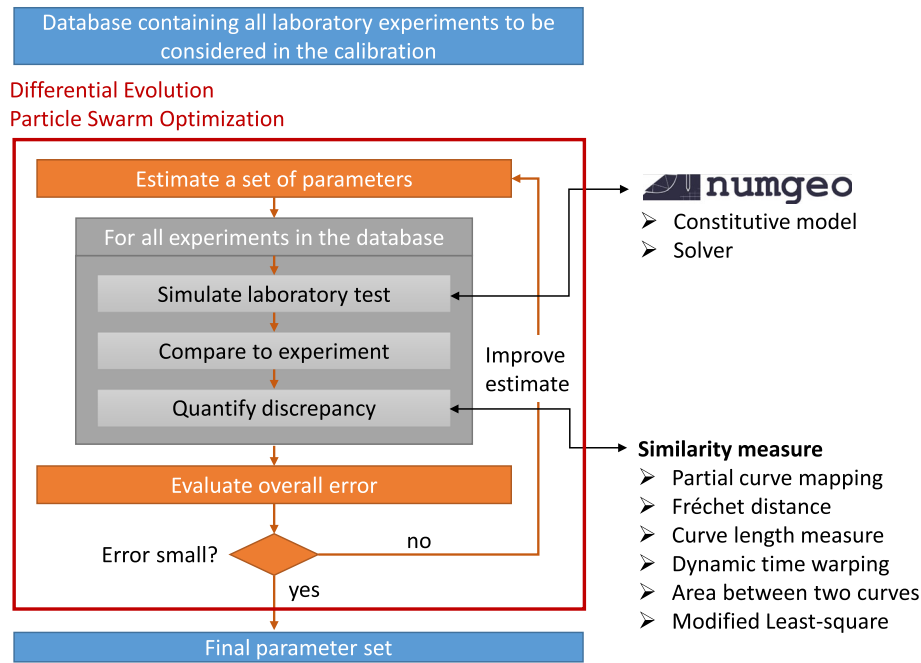 Database containing all laboratory experiments to be
considered in the calibration
Differential Evolution
Particle Swarm Optimization
Estimate a set of parameters
For all experiments in the database
Simulate laboratory test
Compare to experiment
Quantify discrepancy
Improve
estimate
Evaluate overall error
Error small?
no
yes
Final parameter set
numgeo
➢ Constitutive model
➢ Solver
Similarity measure
➢ Partial curve mapping
➢ Fréchet distance
➢ Curve length measure
➢ Dynamic time warping
➢ Area between two curves
➢ Modified Least-square